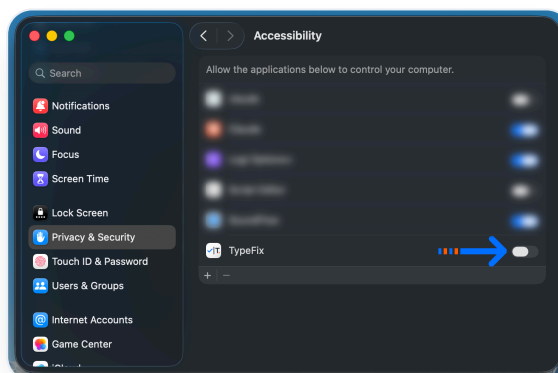 Accessibility
Search
Notifications
Sound
Focus
Screen Time
Lock Screen
Privacy & Security
Touch ID & Password
Users & Groups
Internet Accounts
Game Center
Allow the applications below to control your computer.
TypeFix
+ −